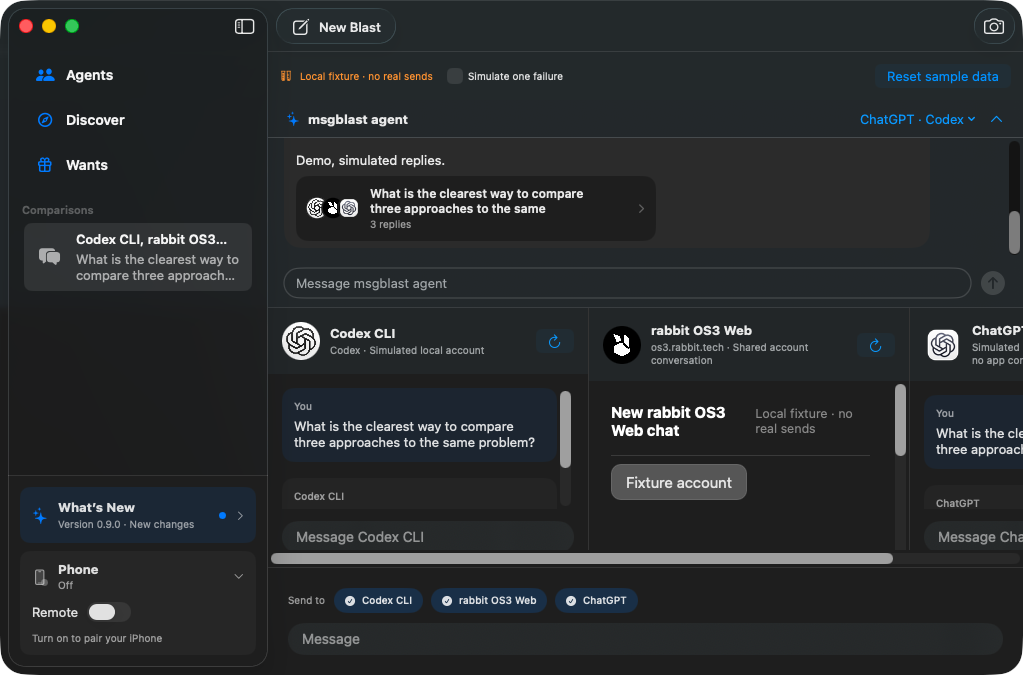 New Blast
Agents
Discover
Wants
Comparisons
Codex CLI, rabbit OS3...
What is the clearest way to
compare three approach...
What's New
Version 0.9.0 · New changes
Phone
Off
Remote
Turn on to pair your iPhone
Local fixture · no real sends
Simulate one failure
Reset sample data
msgblast agent
ChatGPT · Codex
Demo, simulated replies.
What is the clearest way to compare
three approaches to the same
3 replies
Message msgblast agent
Codex CLI
Codex · Simulated local account
You
What is the clearest way to compare
three approaches to the same problem?
Codex CLI
Message Codex CLI
rabbit OS3 Web
os3.rabbit.tech · Shared account
conversation
New rabbit OS3
Web chat
Local fixture · no
real sends
Fixture account
ChatGPT
Simulated
no app con
You
What is the cle
three approach
ChatGPT
Message Cha
Send to
Codex CLI
rabbit OS3 Web
ChatGPT
Message